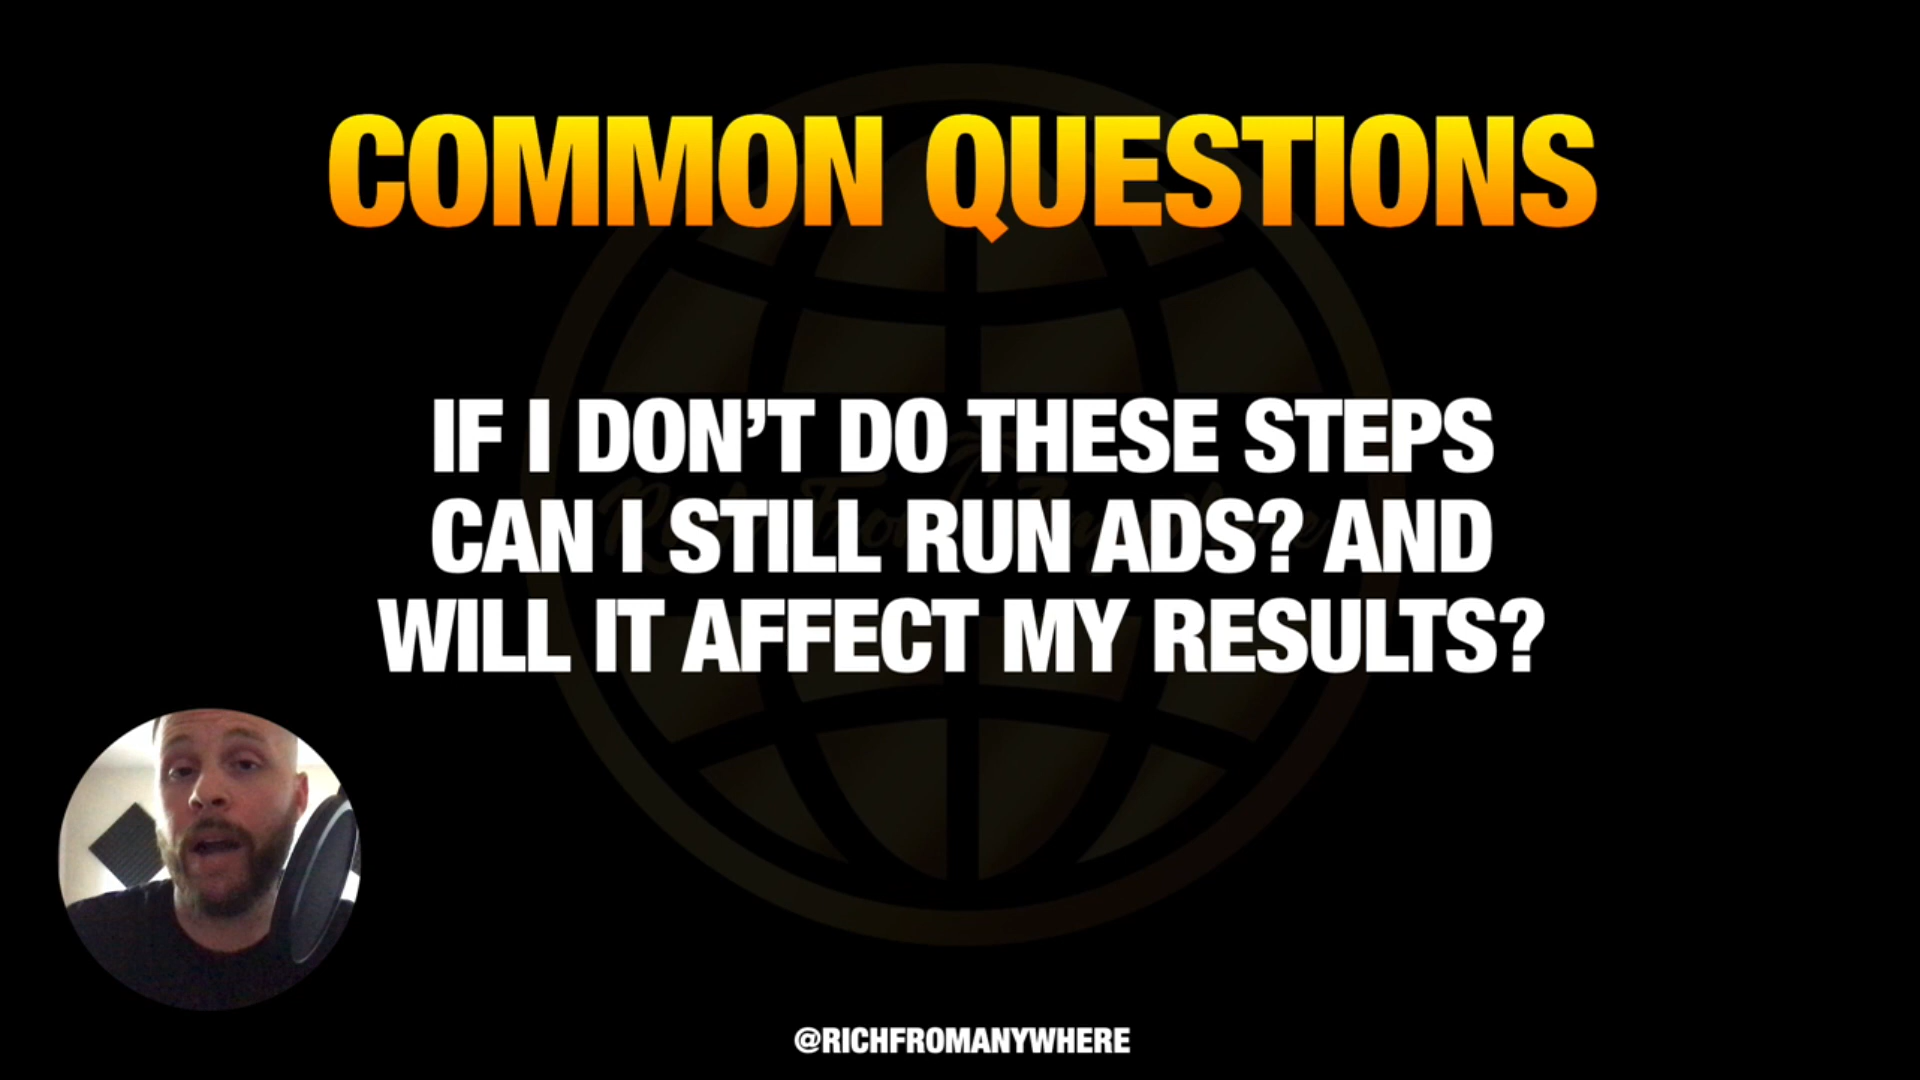 COMMON QUESTIONS
IF I DON’T DO THESE STEPS
CAN I STILL RUN ADS? AND
WILL IT AFFECT MY RESULTS?
@RICHFROMANYWHERE